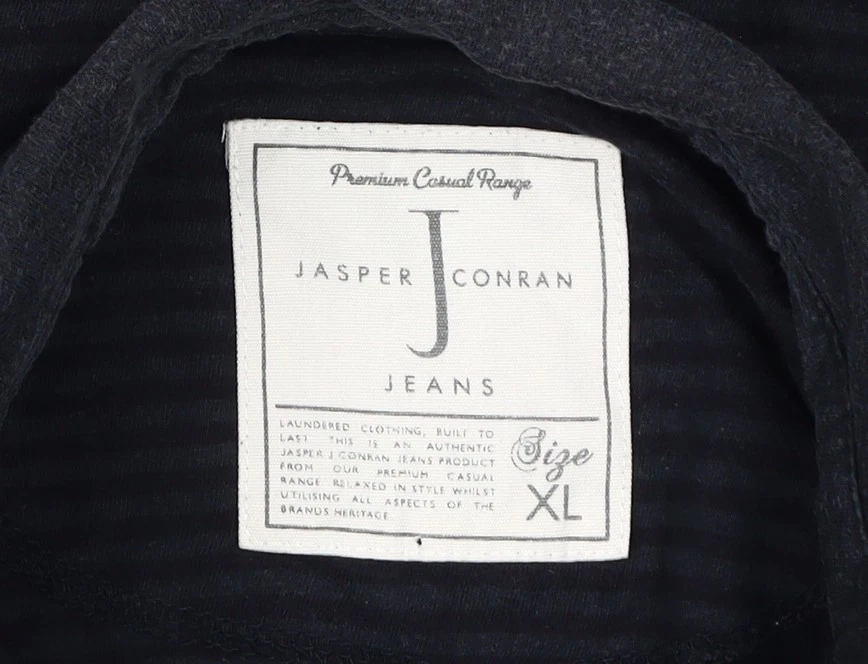 Premium Casual Range
JASPER J CONRAN
JEANS
LAUNDERED CLOTHING, BUILT TO
LAST THIS IS AN AUTHENTIC
JASPER J CONRAN JEANS PRODUCT
FROM OUR PREMIUM CASUAL
RANGE RELAXED IN STYLE WHILST
UTILISING ALL ASPECTS OF THE
BRANDS HERITAGE.
Size
XL